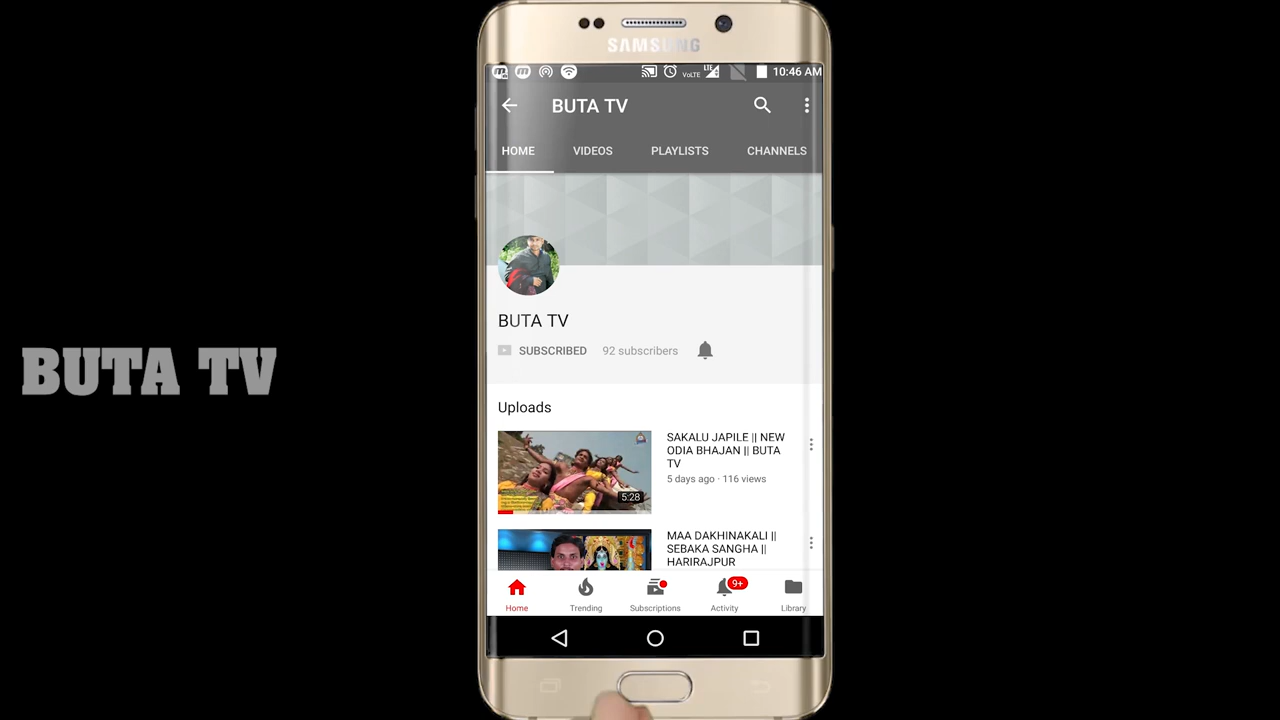 SAMSUNG
VoLTE LTE 10:46 AM
BUTA TV
HOME VIDEOS PLAYLISTS CHANNELS
BUTA TV
BUTA TV
SUBSCRIBED 92 subscribers
Uploads
SAKALU JAPILE || NEW
ODIA BHAJAN || BUTA
TV
5 days ago · 116 views
5:28
MAA DAKHINAKALI ||
SEBAKA SANGHA ||
HARIRAJPUR
9+
Home Trending Subscriptions Activity Library